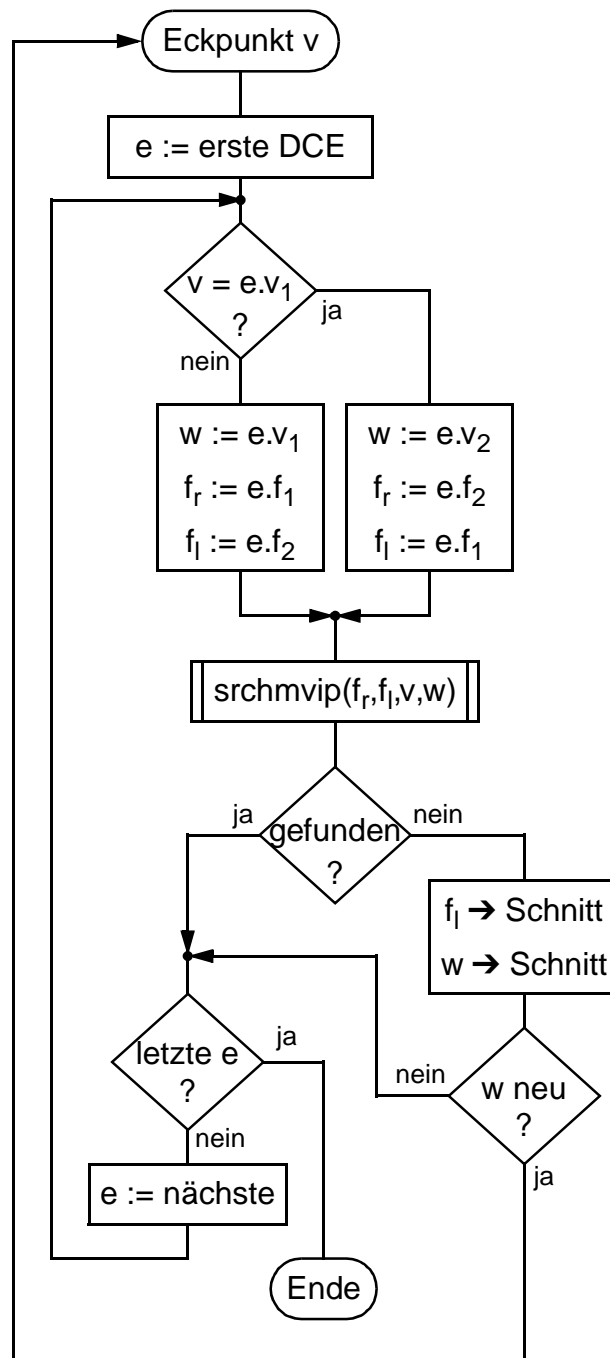 Eckpunkt v
e := erste DCE
v = e.v₁
?
ja
nein
w := e.v₁
fᵣ := e.f₁
fₗ := e.f₂
w := e.v₂
fᵣ := e.f₂
fₗ := e.f₁
srchmvip(fᵣ,fₗ,v,w)
gefunden
?
ja
nein
fₗ ➔ Schnitt
w ➔ Schnitt
letzte e
?
ja
nein
w neu
?
nein
ja
e := nächste
Ende